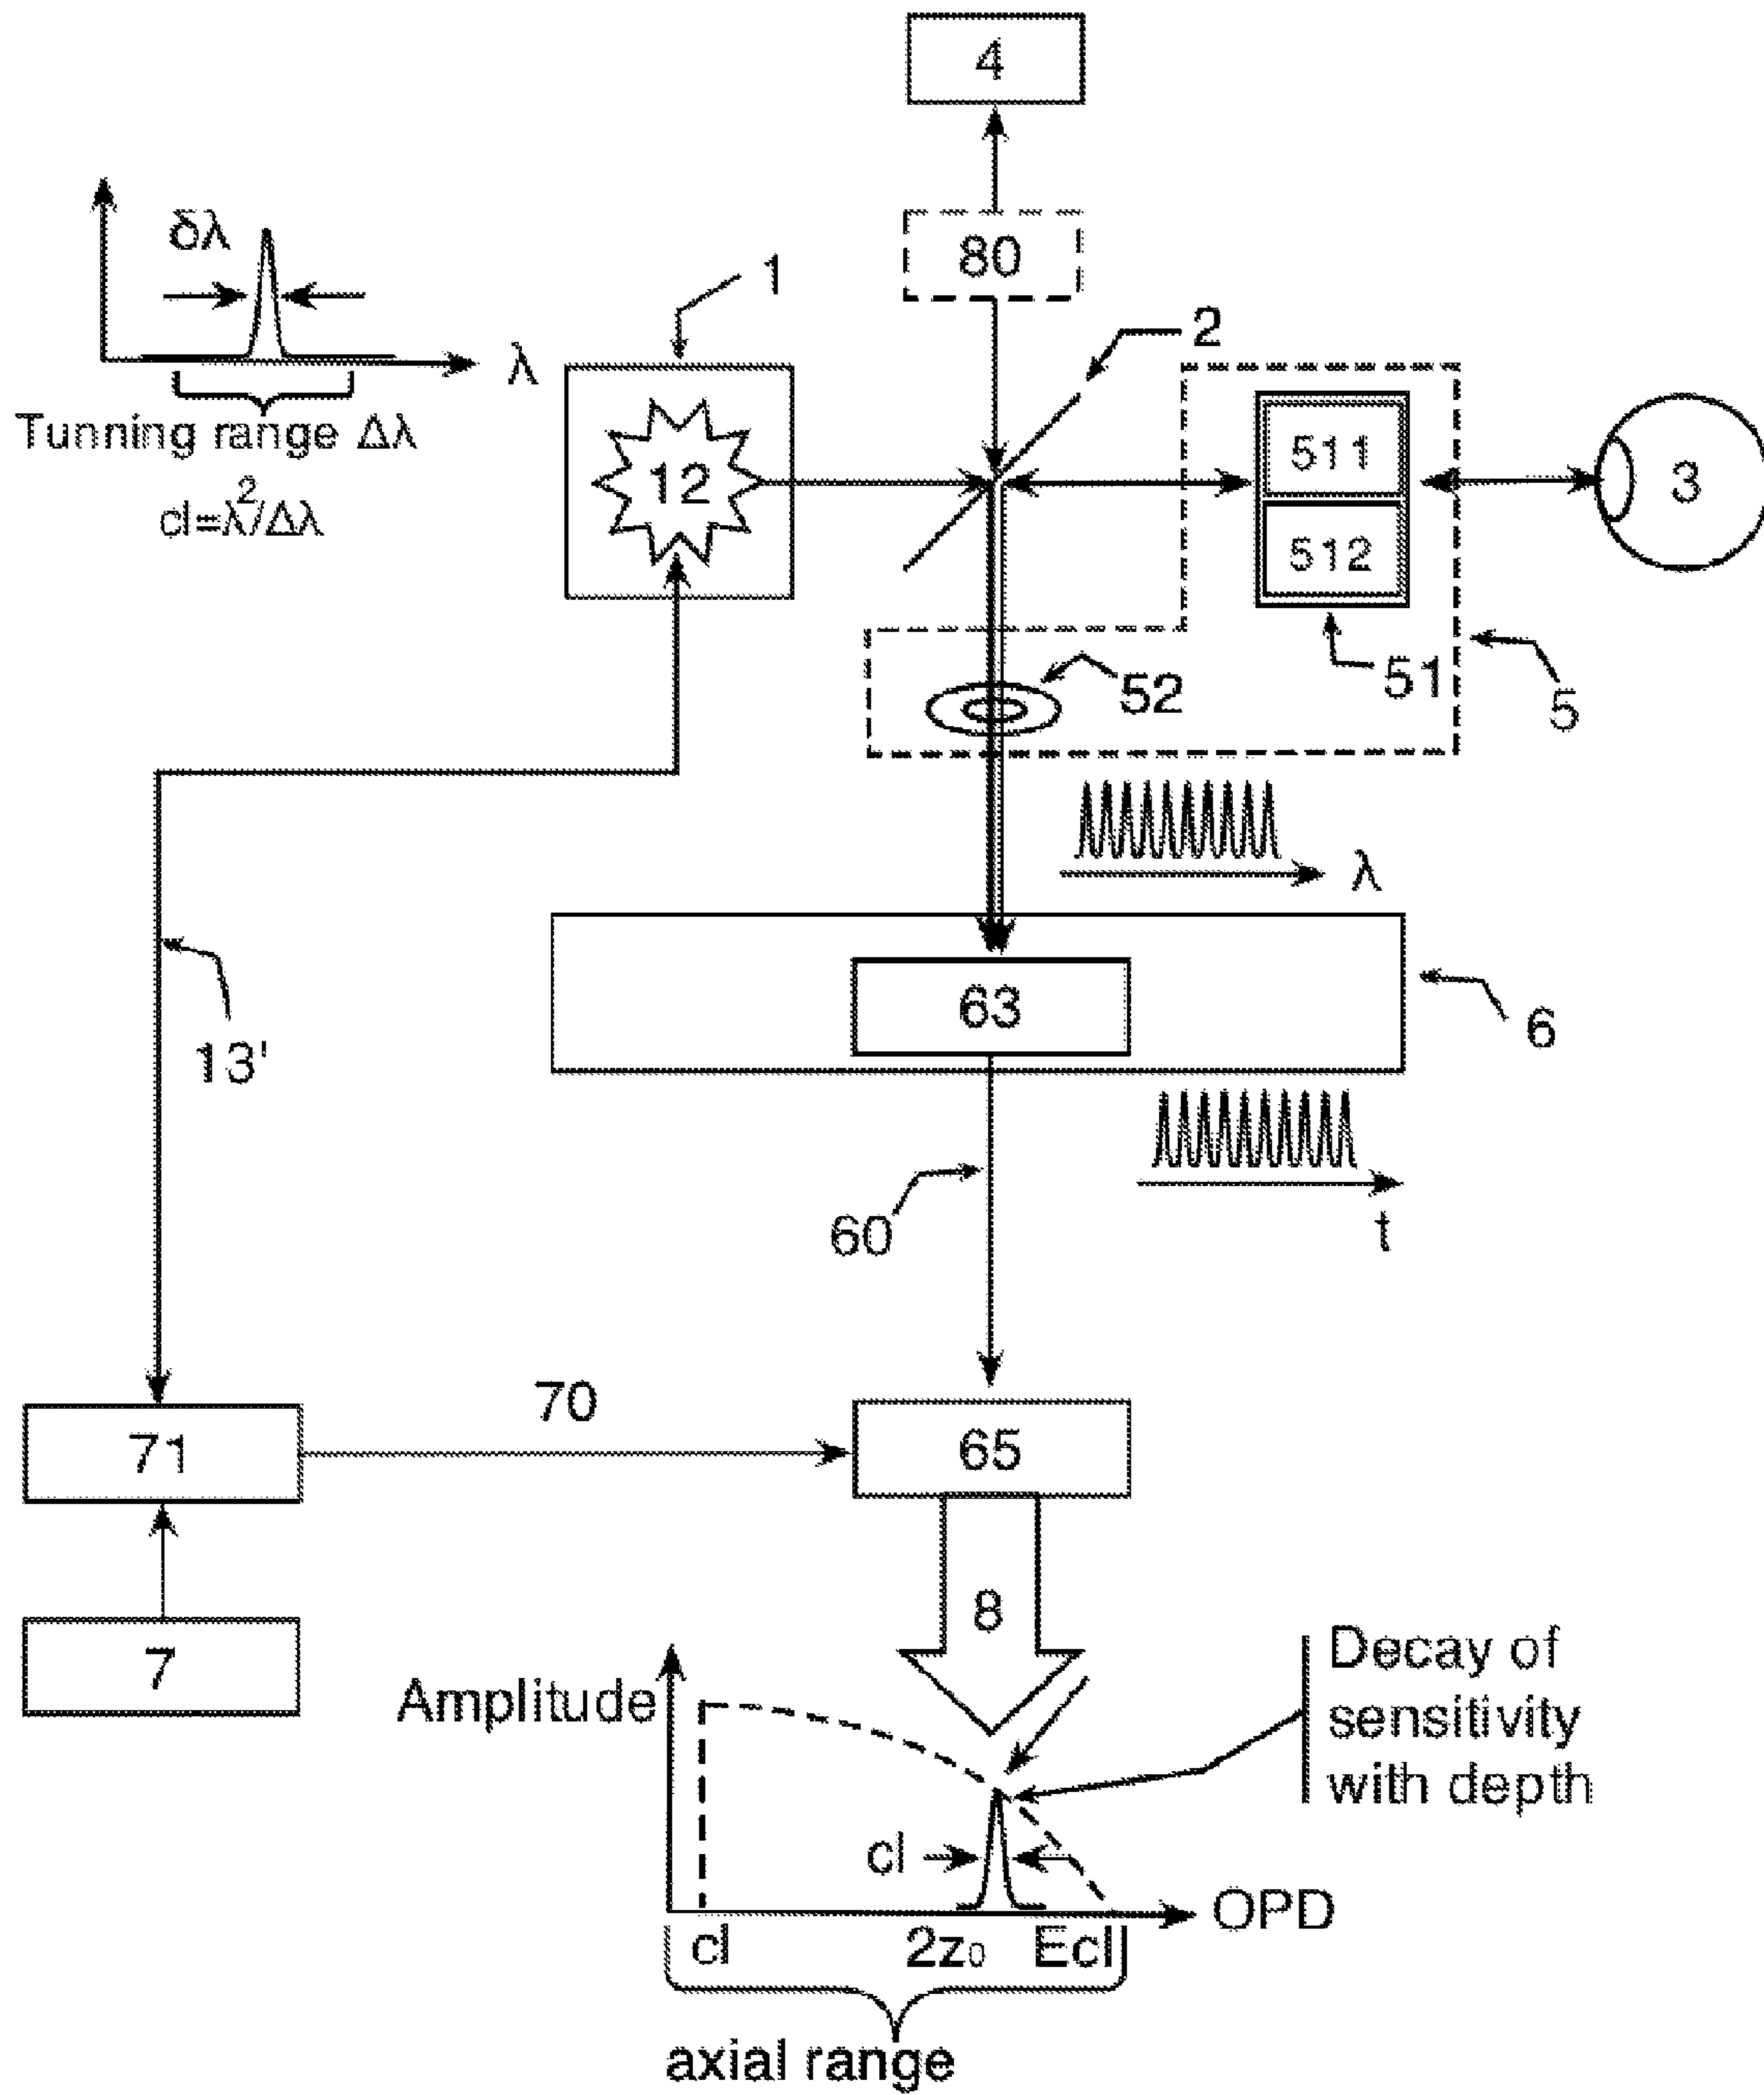 4
80
δλ
1
2
λ
Tunning range Δλ
cl=λ²/Δλ
12
511
512
3
52
51
5
λ
63
6
13'
t
60
70
71
65
8
7
Amplitude
Decay of
sensitivity
with depth
cl
OPD
cl 2z₀ Ecl
axial range